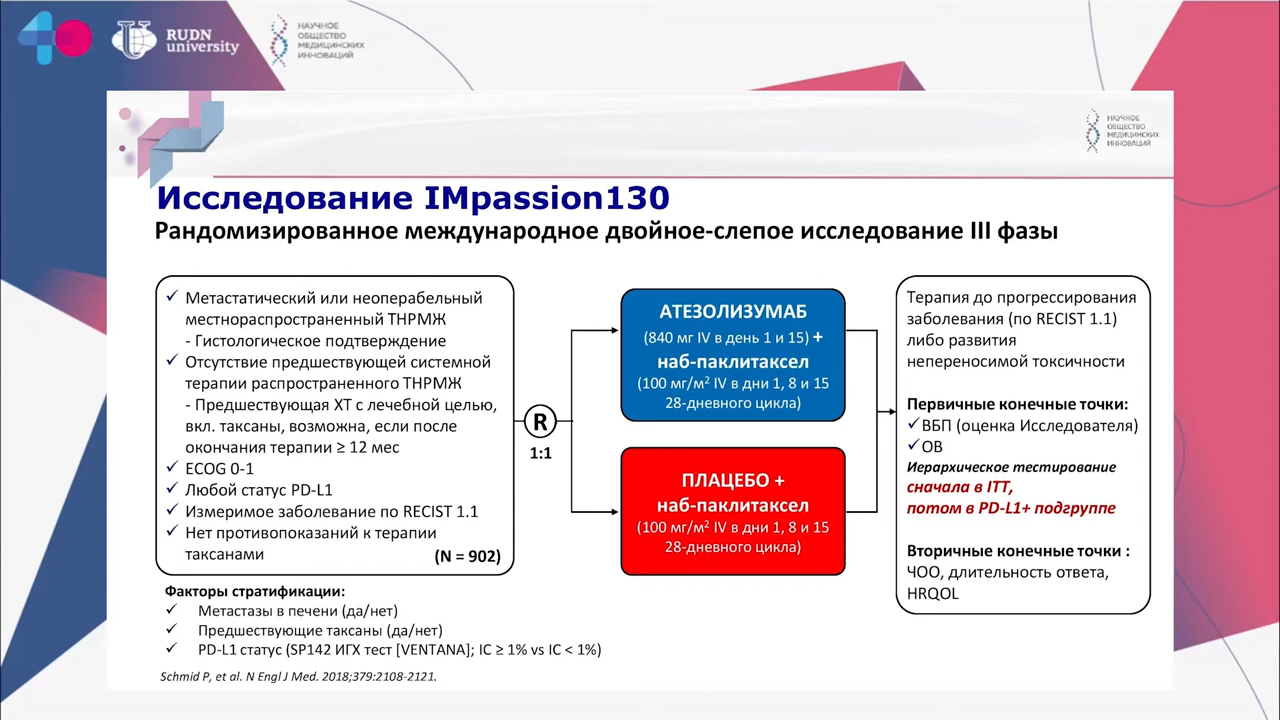 RUDN
university
НАУЧНОЕ
ОБЩЕСТВО
МЕДИЦИНСКИХ
ИННОВАЦИЙ
НАУЧНОЕ
ОБЩЕСТВО
МЕДИЦИНСКИХ
ИННОВАЦИЙ
Исследование IMpassion130
Рандомизированное международное двойное-слепое исследование III фазы
✓ Метастатический или неоперабельный
местнораспространенный ТНРМЖ
- Гистологическое подтверждение
✓ Отсутствие предшествующей системной
терапии распространенного ТНРМЖ
- Предшествующая ХТ с лечебной целью,
вкл. таксаны, возможна, если после
окончания терапии ≥ 12 мес
✓ ECOG 0-1
✓ Любой статус PD-L1
✓ Измеримое заболевание по RECIST 1.1
✓ Нет противопоказаний к терапии
таксанами (N = 902)
R
1:1
АТЕЗОЛИЗУМАБ
(840 мг IV в день 1 и 15) +
наб-паклитаксел
(100 мг/м² IV в дни 1, 8 и 15
28-дневного цикла)
ПЛАЦЕБО +
наб-паклитаксел
(100 мг/м² IV в дни 1, 8 и 15
28-дневного цикла)
Терапия до прогрессирования
заболевания (по RECIST 1.1)
либо развития
непереносимой токсичности
Первичные конечные точки:
✓ВБП (оценка Исследователя)
✓ОВ
Иерархическое тестирование
сначала в ITT,
потом в PD-L1+ подгруппе
Вторичные конечные точки :
ЧОО, длительность ответа,
HRQOL
Факторы стратификации:
✓ Метастазы в печени (да/нет)
✓ Предшествующие таксаны (да/нет)
✓ PD-L1 статус (SP142 ИГХ тест [VENTANA]; IC ≥ 1% vs IC < 1%)
Schmid P, et al. N Engl J Med. 2018;379:2108-2121.